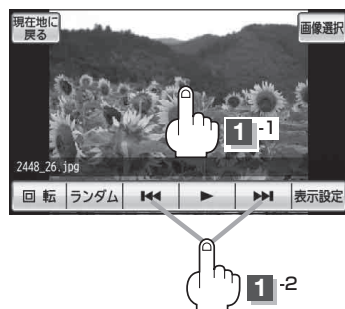 現在地に
戻る
画像選択
1-1
2448_26.jpg
回 転 ランダム 表示設定
1-2